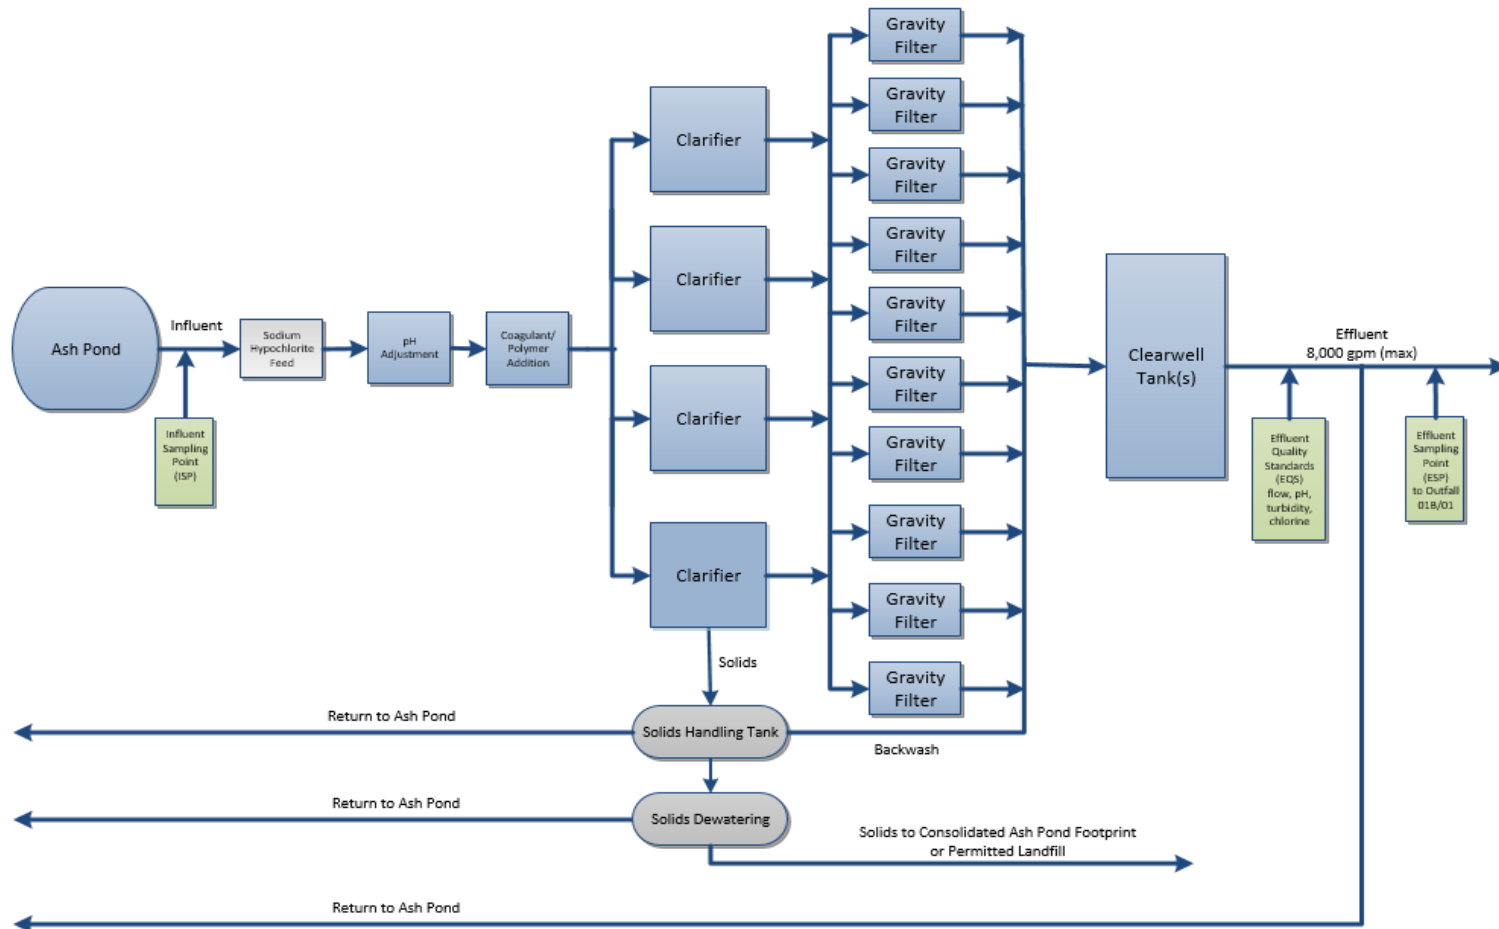 Ash Pond
Influent
Influent
Sampling
Point
(ISP)
Sodium
Hypochlorite
Feed
pH
Adjustment
Coagulant/
Polymer
Addition
Clarifier
Clarifier
Clarifier
Clarifier
Gravity
Filter
Gravity
Filter
Gravity
Filter
Gravity
Filter
Gravity
Filter
Gravity
Filter
Gravity
Filter
Gravity
Filter
Gravity
Filter
Gravity
Filter
Clearwell
Tank(s)
Effluent
8,000 gpm (max)
Effluent
Quality
Standards
(EQS)
flow, pH,
turbidity,
chlorine
Effluent
Sampling
Point
(ESP)
to Outfall
01B/01
Solids
Return to Ash Pond
Solids Handling Tank
Backwash
Return to Ash Pond
Solids Dewatering
Solids to Consolidated Ash Pond Footprint
or Permitted Landfill
Return to Ash Pond